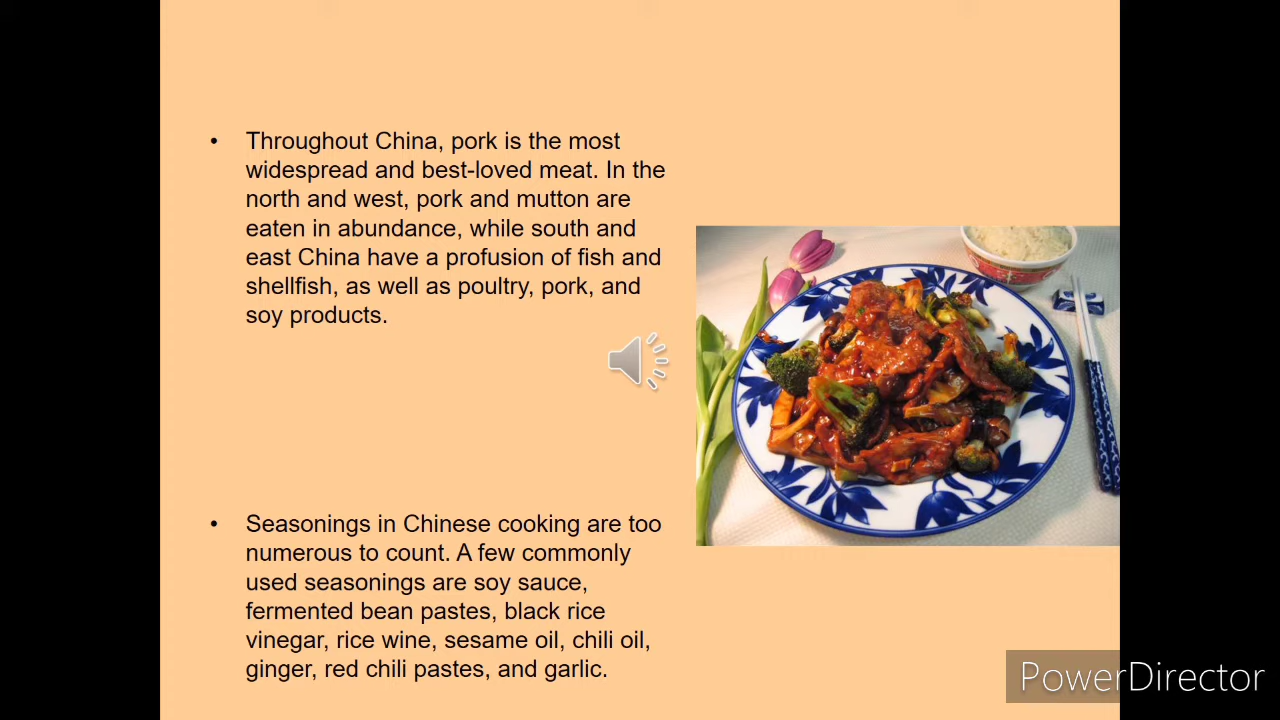 • Throughout China, pork is the most
widespread and best-loved meat. In the
north and west, pork and mutton are
eaten in abundance, while south and
east China have a profusion of fish and
shellfish, as well as poultry, pork, and
soy products.
• Seasonings in Chinese cooking are too
numerous to count. A few commonly
used seasonings are soy sauce,
fermented bean pastes, black rice
vinegar, rice wine, sesame oil, chili oil,
ginger, red chili pastes, and garlic.
PowerDirector